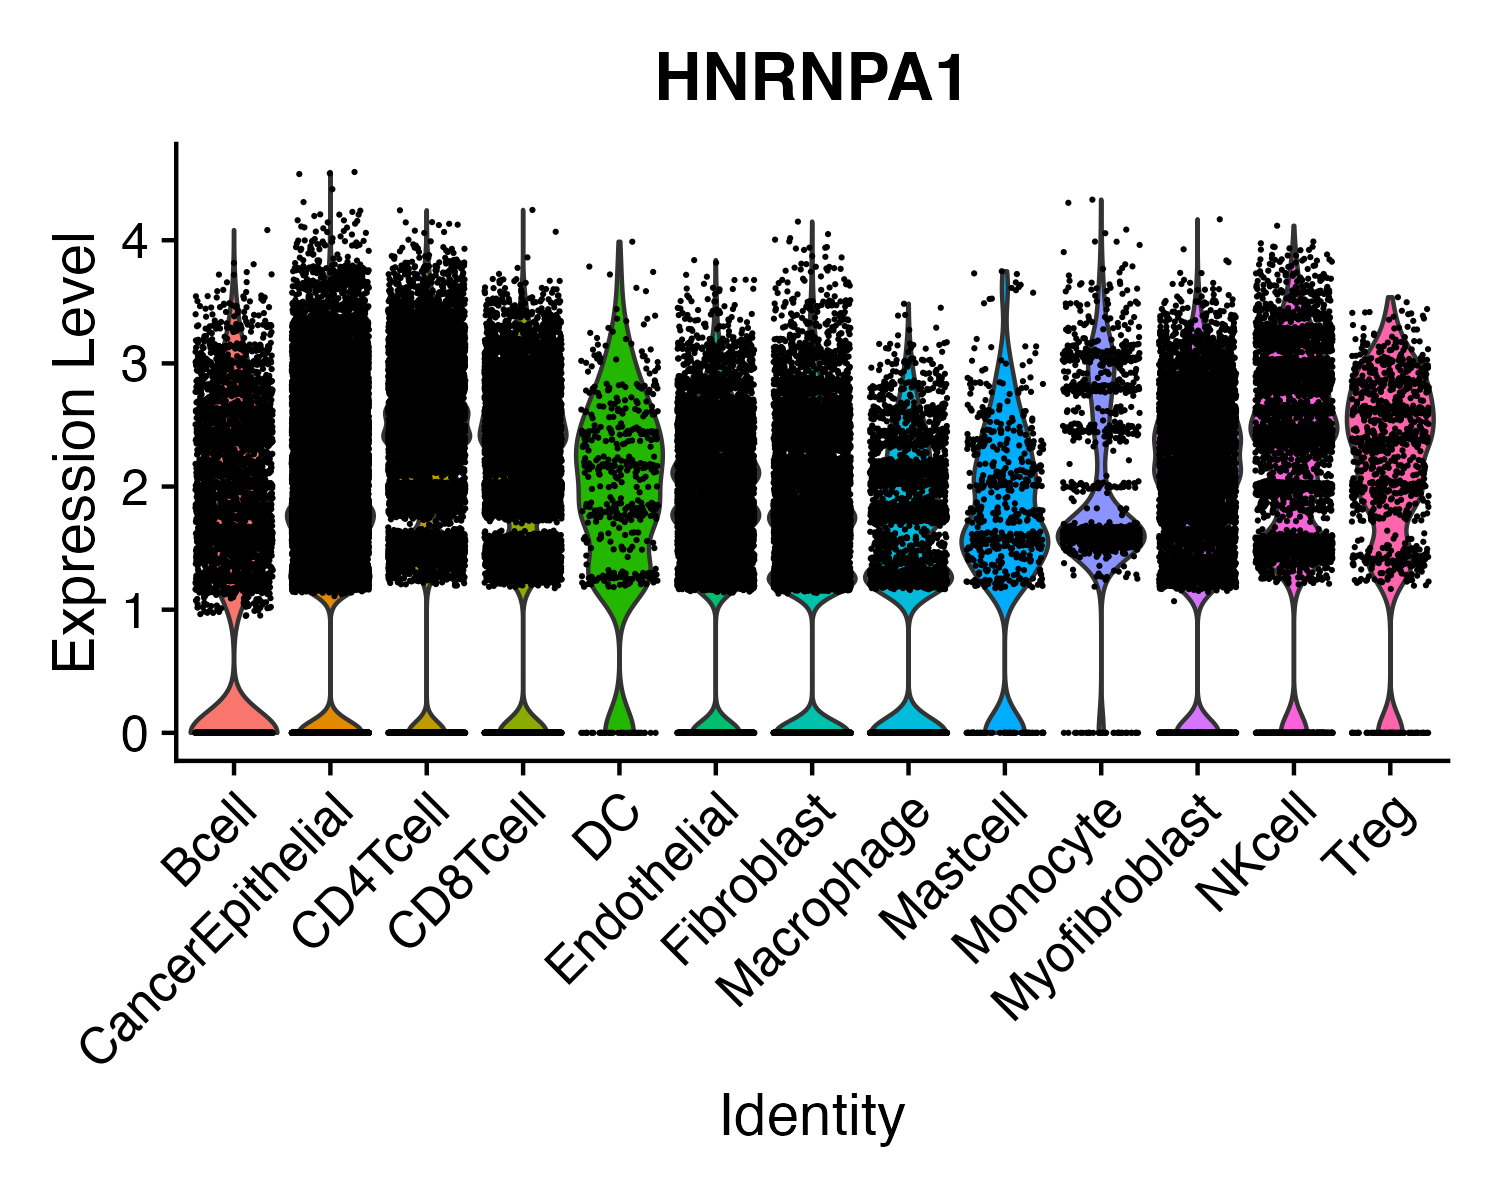 HNRNPA1
Expression Level
4
3
2
1
0
Bcell
CancerEpithelial
CD4Tcell
CD8Tcell
DC
Endothelial
Fibroblast
Macrophage
Mastcell
Monocyte
Myofibroblast
NKcell
Treg
Identity